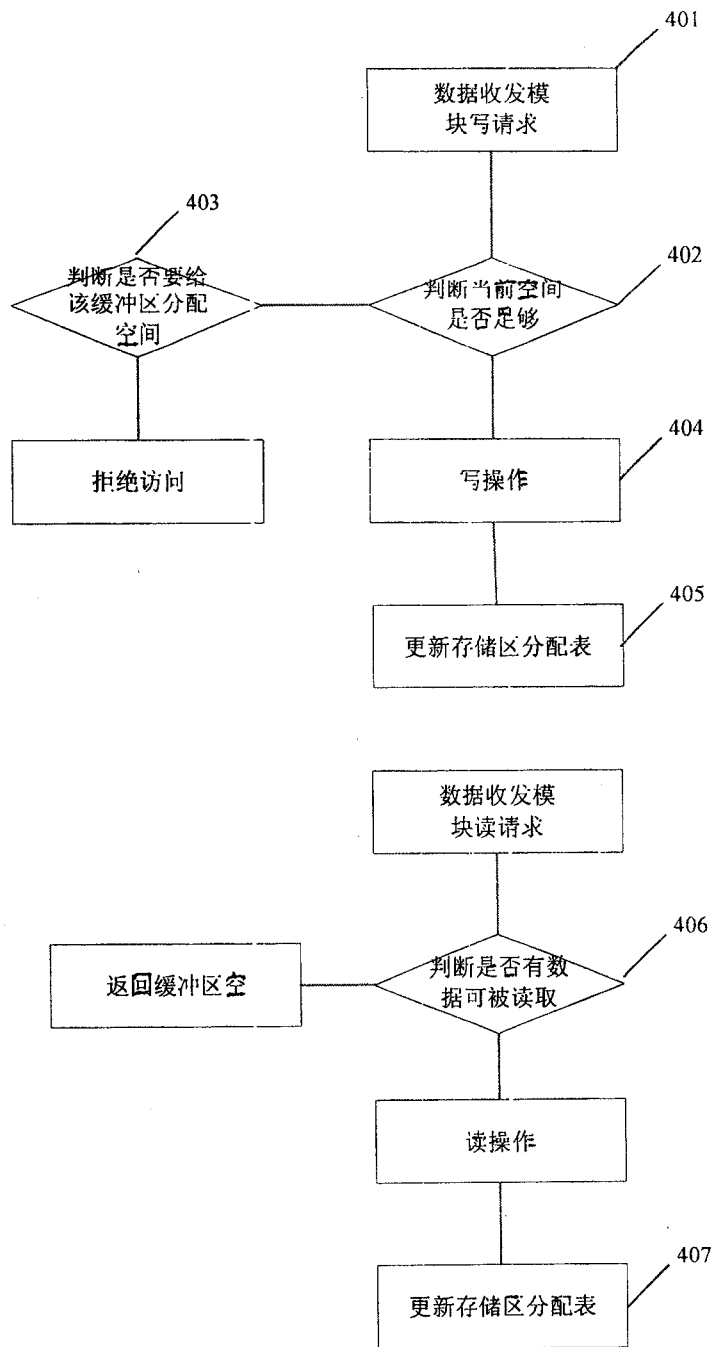 401
数据收发模
块写请求
403
判断是否要给
该缓冲区分配
空间
402
判断当前空间
是否足够
拒绝访问
404
写操作
405
更新存储区分配表
数据收发模
块读请求
406
返回缓冲区空
判断是否有数
据可被读取
读操作
407
更新存储区分配表